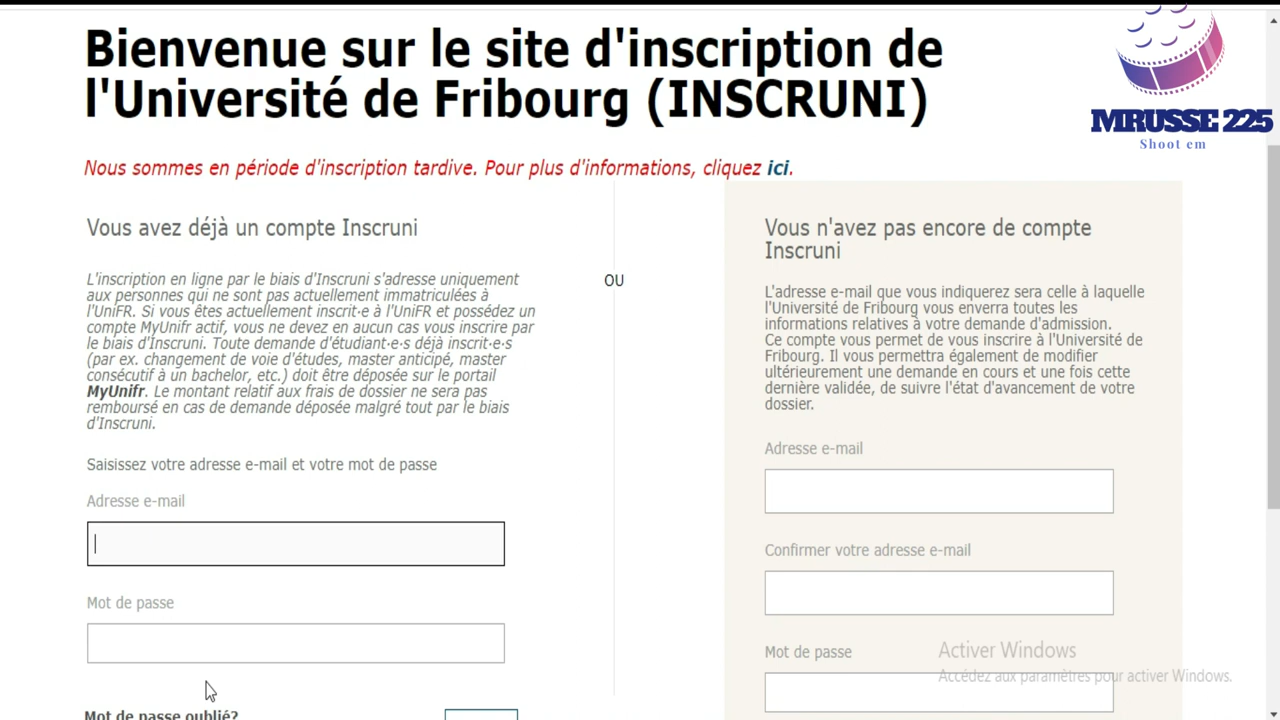 Bienvenue sur le site d'inscription de
l'Université de Fribourg (INSCRUNI)
MRUSSE 225
Shoot em
Nous sommes en période d'inscription tardive. Pour plus d'informations, cliquez ici.
Vous avez déjà un compte Inscruni
L'inscription en ligne par le biais d'Inscruni s'adresse uniquement
aux personnes qui ne sont pas actuellement immatriculées à
l'UniFR. Si vous êtes actuellement inscrit·e à l'UniFR et possédez un
compte MyUnifr actif, vous ne devez en aucun cas vous inscrire par
le biais d'Inscruni. Toute demande d'étudiant·e·s déjà inscrit·e·s
(par ex. changement de voie d'études, master anticipé, master
consécutif à un bachelor, etc.) doit être déposée sur le portail
MyUnifr. Le montant relatif aux frais de dossier ne sera pas
remboursé en cas de demande déposée malgré tout par le biais
d'Inscruni.
Saisissez votre adresse e-mail et votre mot de passe
Adresse e-mail
Mot de passe
Mot de passe oublié?
OU
Vous n'avez pas encore de compte
Inscruni
L'adresse e-mail que vous indiquerez sera celle à laquelle
l'Université de Fribourg vous enverra toutes les
informations relatives à votre demande d'admission.
Ce compte vous permet de vous inscrire à l'Université de
Fribourg. Il vous permettra également de modifier
ultérieurement une demande en cours et une fois cette
dernière validée, de suivre l'état d'avancement de votre
dossier.
Adresse e-mail
Confirmer votre adresse e-mail
Mot de passe
Activer Windows
Accédez aux paramètres pour activer Windows.